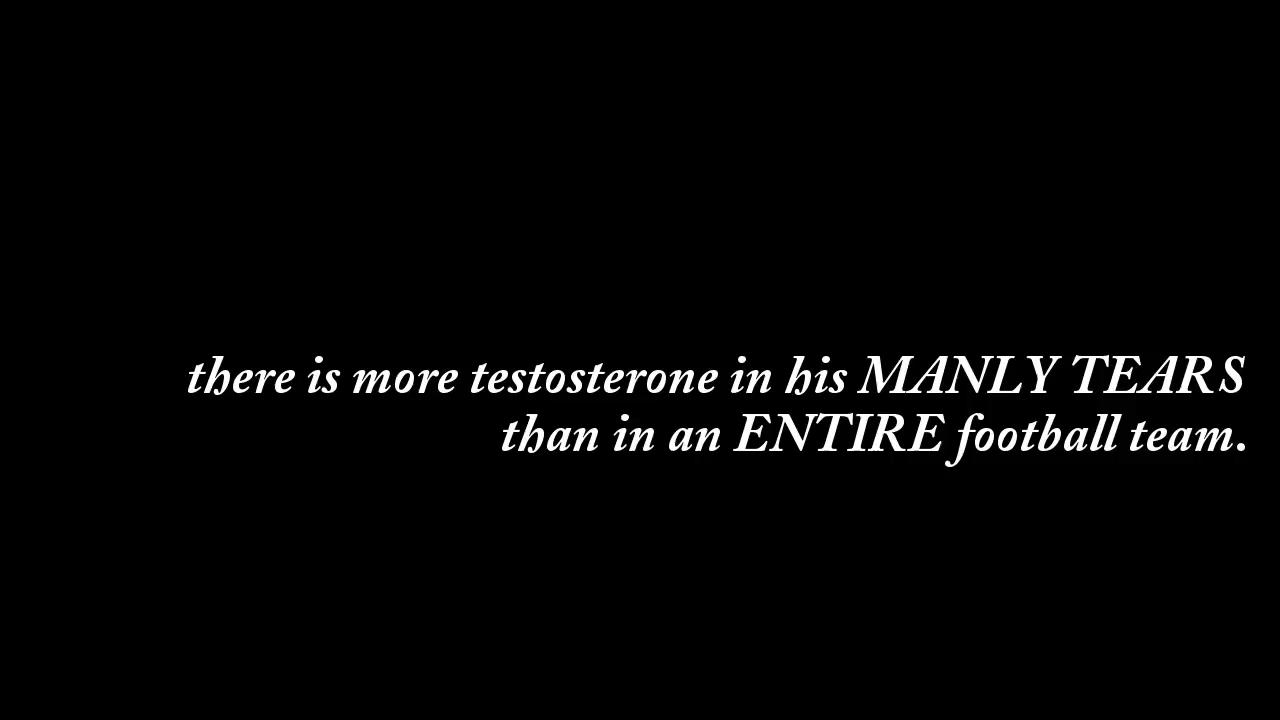 there is more testosterone in his MANLY TEARS
than in an ENTIRE football team.